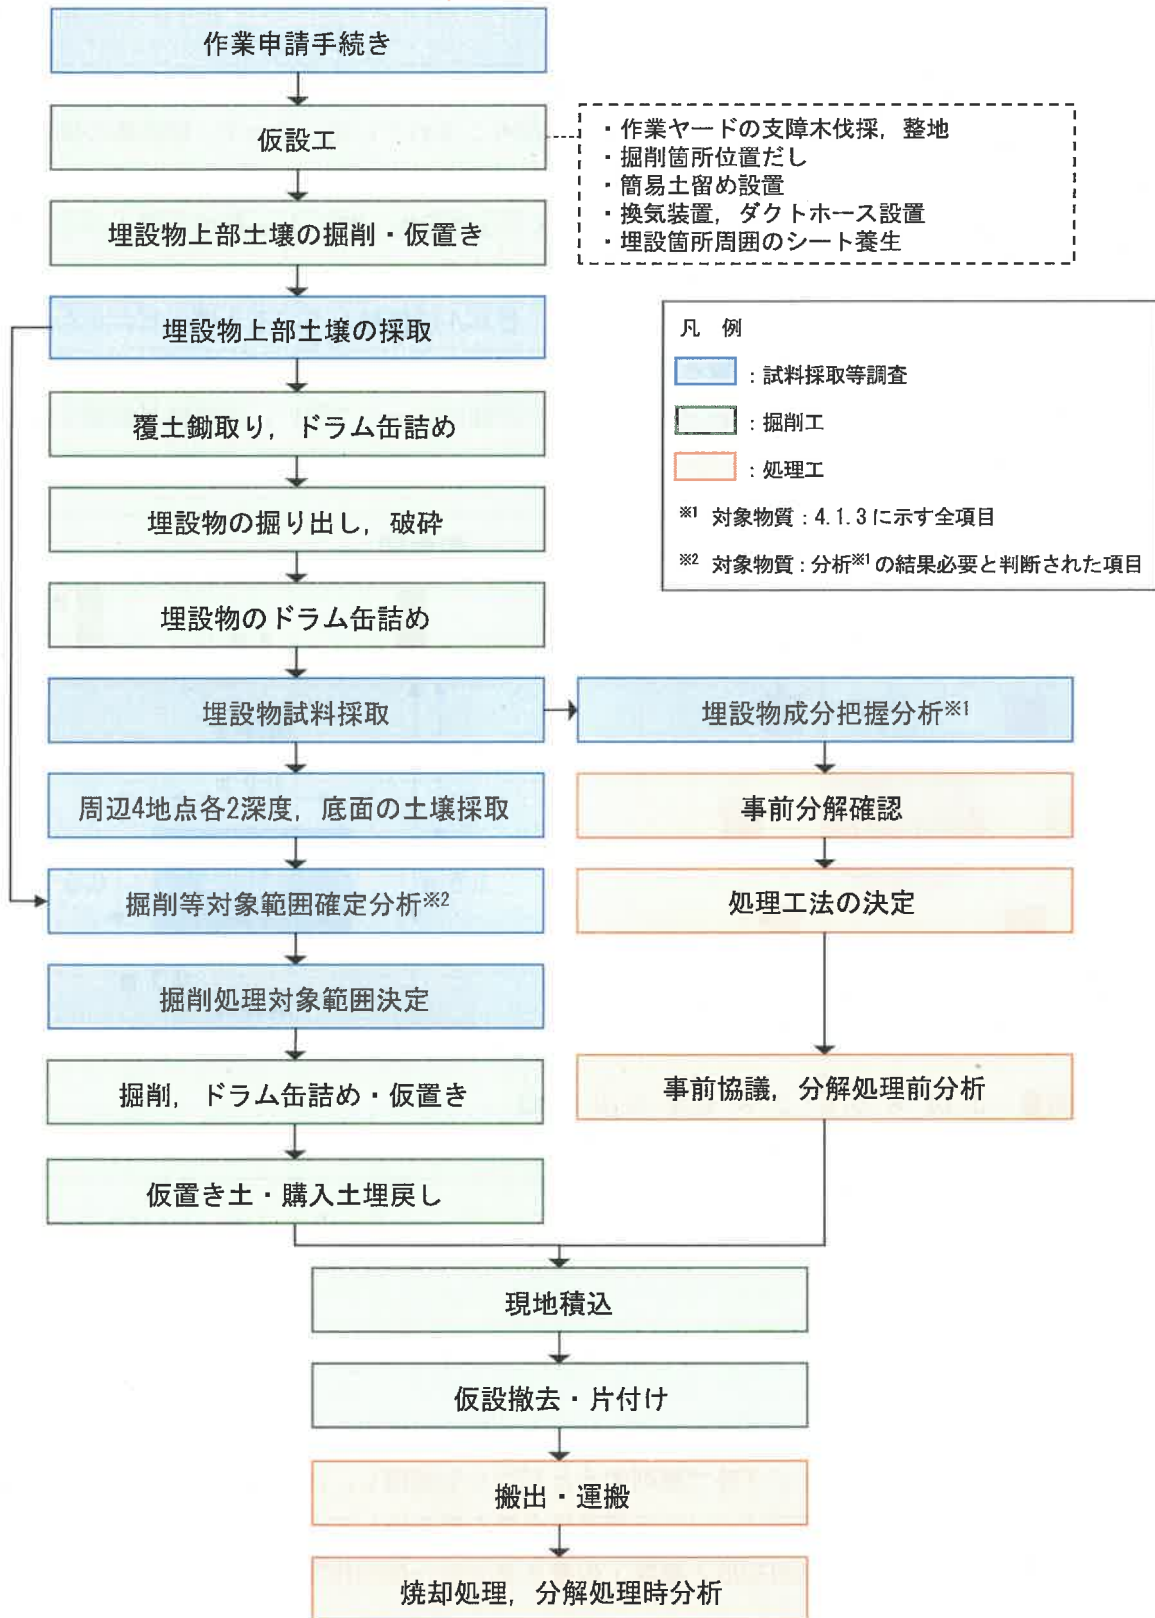 作業申請手続き
仮設工
・作業ヤードの支障木伐採，整地
・掘削箇所位置だし
・簡易土留め設置
・換気装置，ダクトホース設置
・埋設箇所周囲のシート養生
埋設物上部土壌の掘削・仮置き
埋設物上部土壌の採取
凡　例
：試料採取等調査
：掘削工
：処理工
※1 対象物質：4.1.3に示す全項目
※2 対象物質：分析※1の結果必要と判断された項目
覆土鋤取り，ドラム缶詰め
埋設物の掘り出し，破砕
埋設物のドラム缶詰め
埋設物試料採取
埋設物成分把握分析※1
周辺4地点各2深度，底面の土壌採取
事前分解確認
掘削等対象範囲確定分析※2
処理工法の決定
掘削処理対象範囲決定
掘削，ドラム缶詰め・仮置き
事前協議，分解処理前分析
仮置き土・購入土埋戻し
現地積込
仮設撤去・片付け
搬出・運搬
焼却処理，分解処理時分析